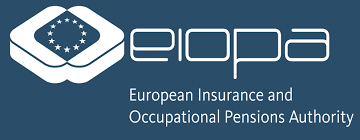 eiopa
European Insurance and
Occupational Pensions Authority